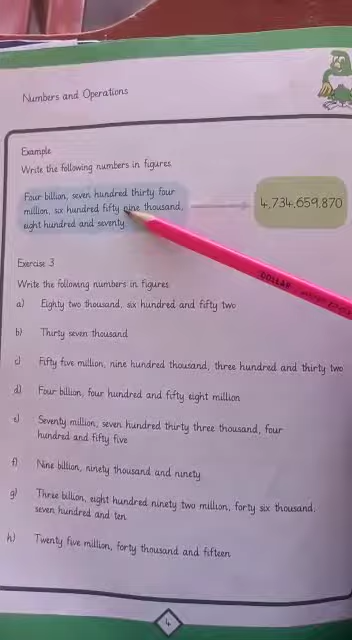 Numbers and Operations
Example
Write the following numbers in figures
Four billion, seven hundred thirty four
million, six hundred fifty nine thousand,
eight hundred and seventy
4,734,659,870
Exercise 3
Write the following numbers in figures
a) Eighty two thousand, six hundred and fifty two
b) Thirty seven thousand
c) Fifty five million, nine hundred thousand, three hundred and thirty two
d) Four billion, four hundred and fifty eight million
e) Seventy million, seven hundred thirty three thousand, four
hundred and fifty five
f) Nine billion, ninety thousand and ninety
g) Three billion, eight hundred ninety two million, forty six thousand,
seven hundred and ten
h) Twenty five million, forty thousand and fifteen
4